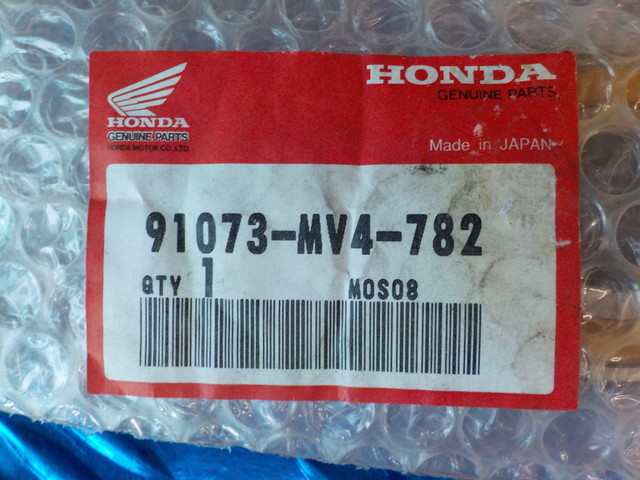 HONDA
GENUINE PARTS
HONDA MOTOR CO.,LTD.
HONDA
GENUINE PARTS
Made in JAPAN
91073-MV4-782
QTY 1 MOS08